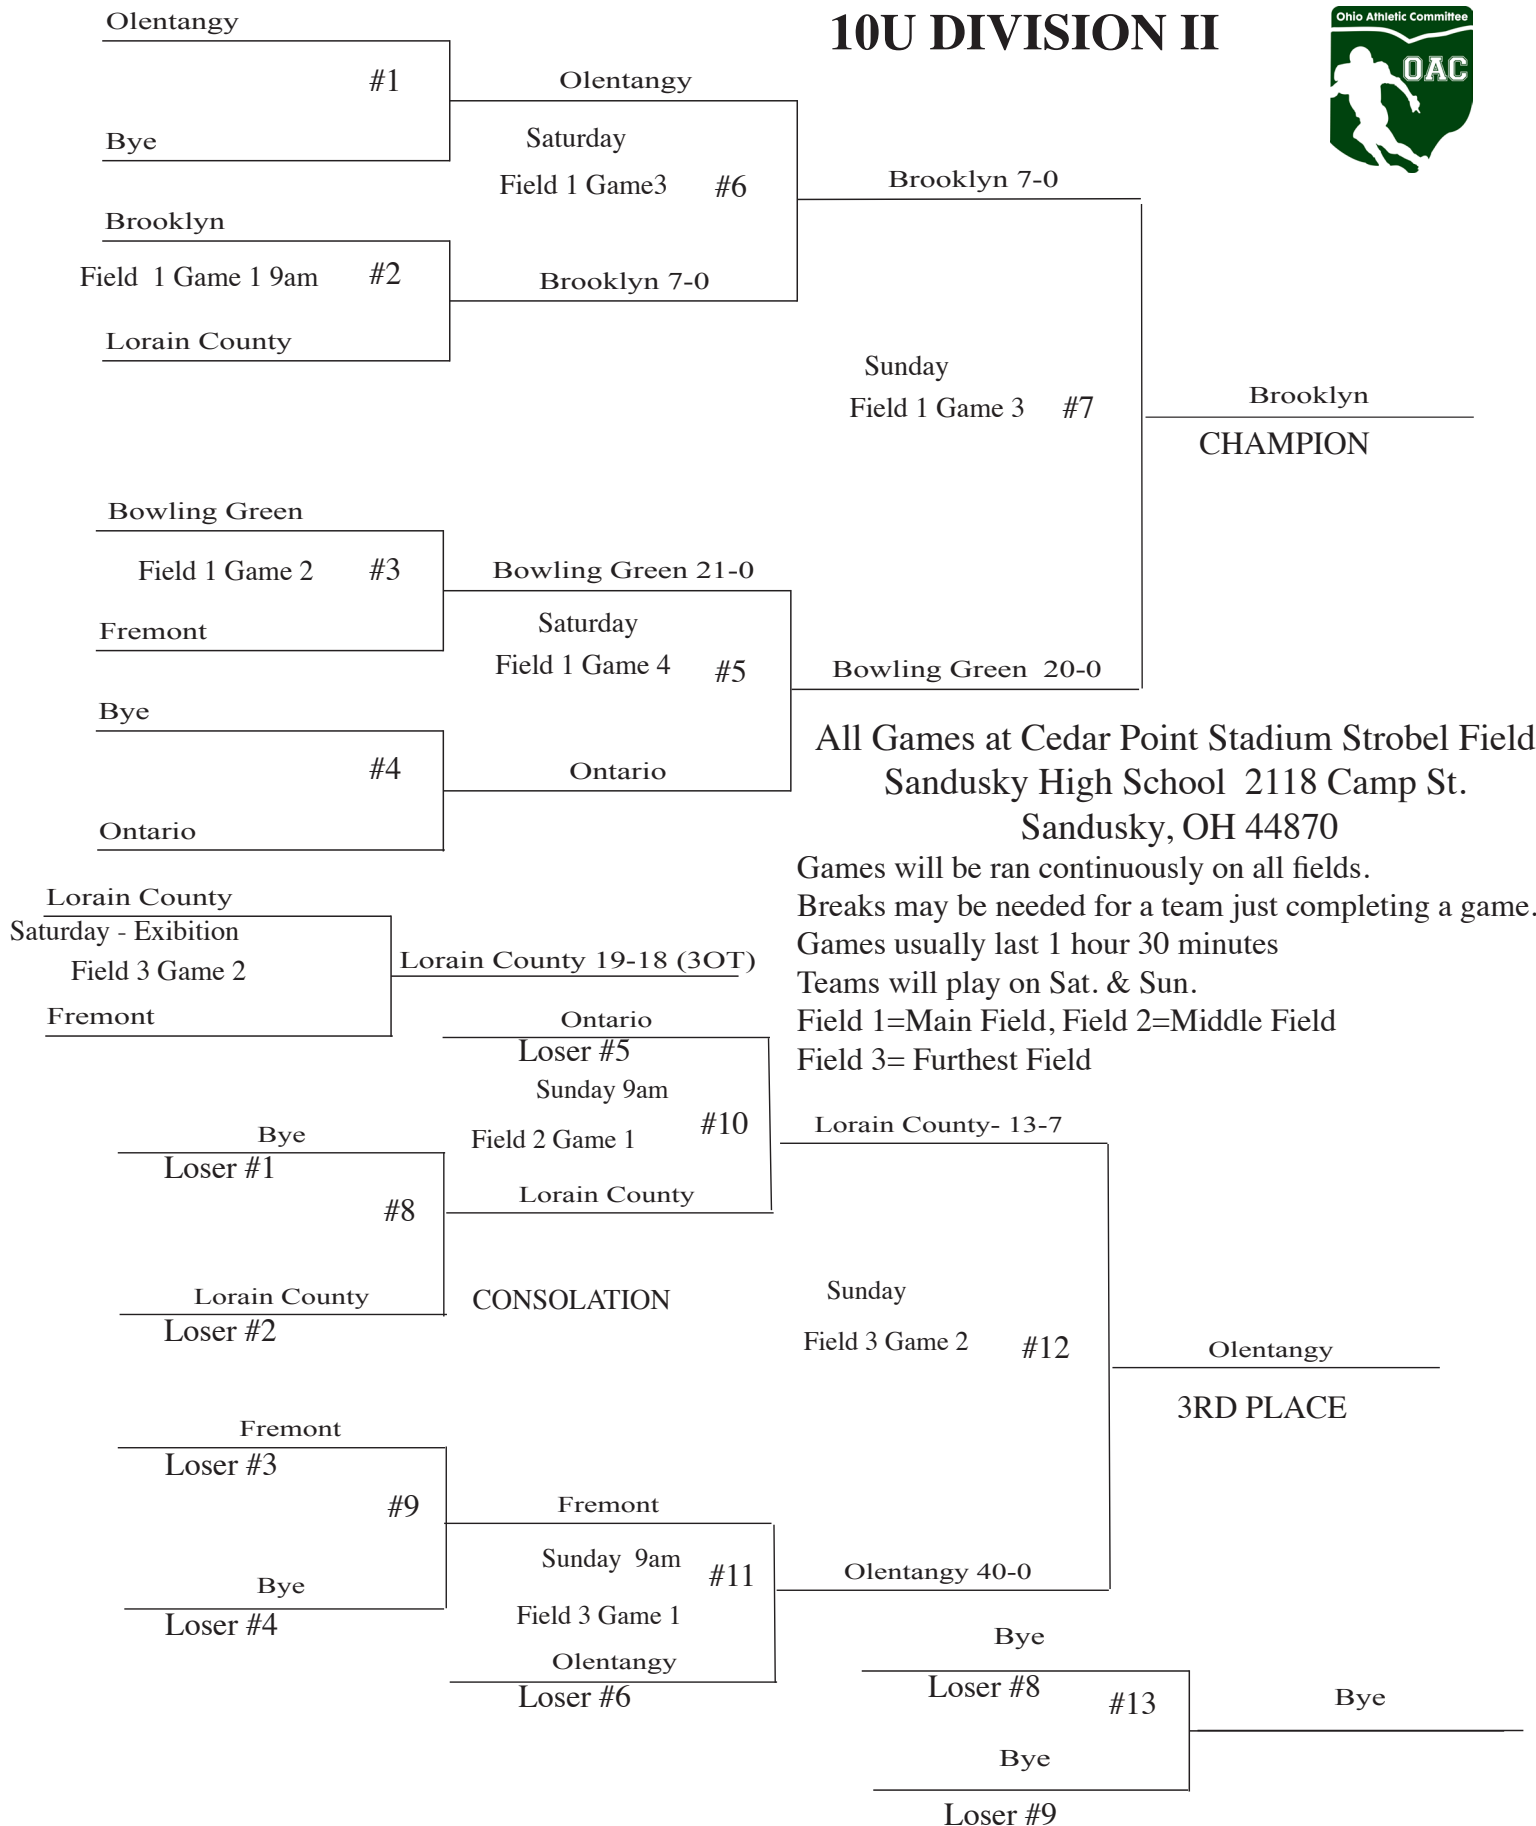 Olentangy
10U DIVISION II
Ohio Athletic Committee
OAC
#1
Olentangy
Bye
Saturday
Field 1 Game3 #6
Brooklyn 7-0
Brooklyn
Field 1 Game 1 9am #2
Brooklyn 7-0
Lorain County
Sunday
Field 1 Game 3 #7
Brooklyn
CHAMPION
Bowling Green
Field 1 Game 2 #3
Bowling Green 21-0
Fremont
Saturday
Field 1 Game 4 #5
Bowling Green 20-0
Bye
#4
Ontario
Ontario
All Games at Cedar Point Stadium Strobel Field
Sandusky High School 2118 Camp St.
Sandusky, OH 44870
Games will be ran continuously on all fields.
Breaks may be needed for a team just completing a game.
Games usually last 1 hour 30 minutes
Teams will play on Sat. & Sun.
Field 1=Main Field, Field 2=Middle Field
Field 3= Furthest Field
Lorain County
Saturday - Exibition
Field 3 Game 2
Lorain County 19-18 (3OT)
Fremont
Ontario
Loser #5
Sunday 9am
Field 2 Game 1 #10
Lorain County- 13-7
Bye
Loser #1
#8
Lorain County
Lorain County
Loser #2
CONSOLATION
Sunday
Field 3 Game 2 #12
Olentangy
3RD PLACE
Fremont
Loser #3
#9
Fremont
Bye
Loser #4
Sunday 9am
#11
Field 3 Game 1
Olentangy 40-0
Olentangy
Loser #6
Bye
Loser #8
#13
Bye
Bye
Loser #9